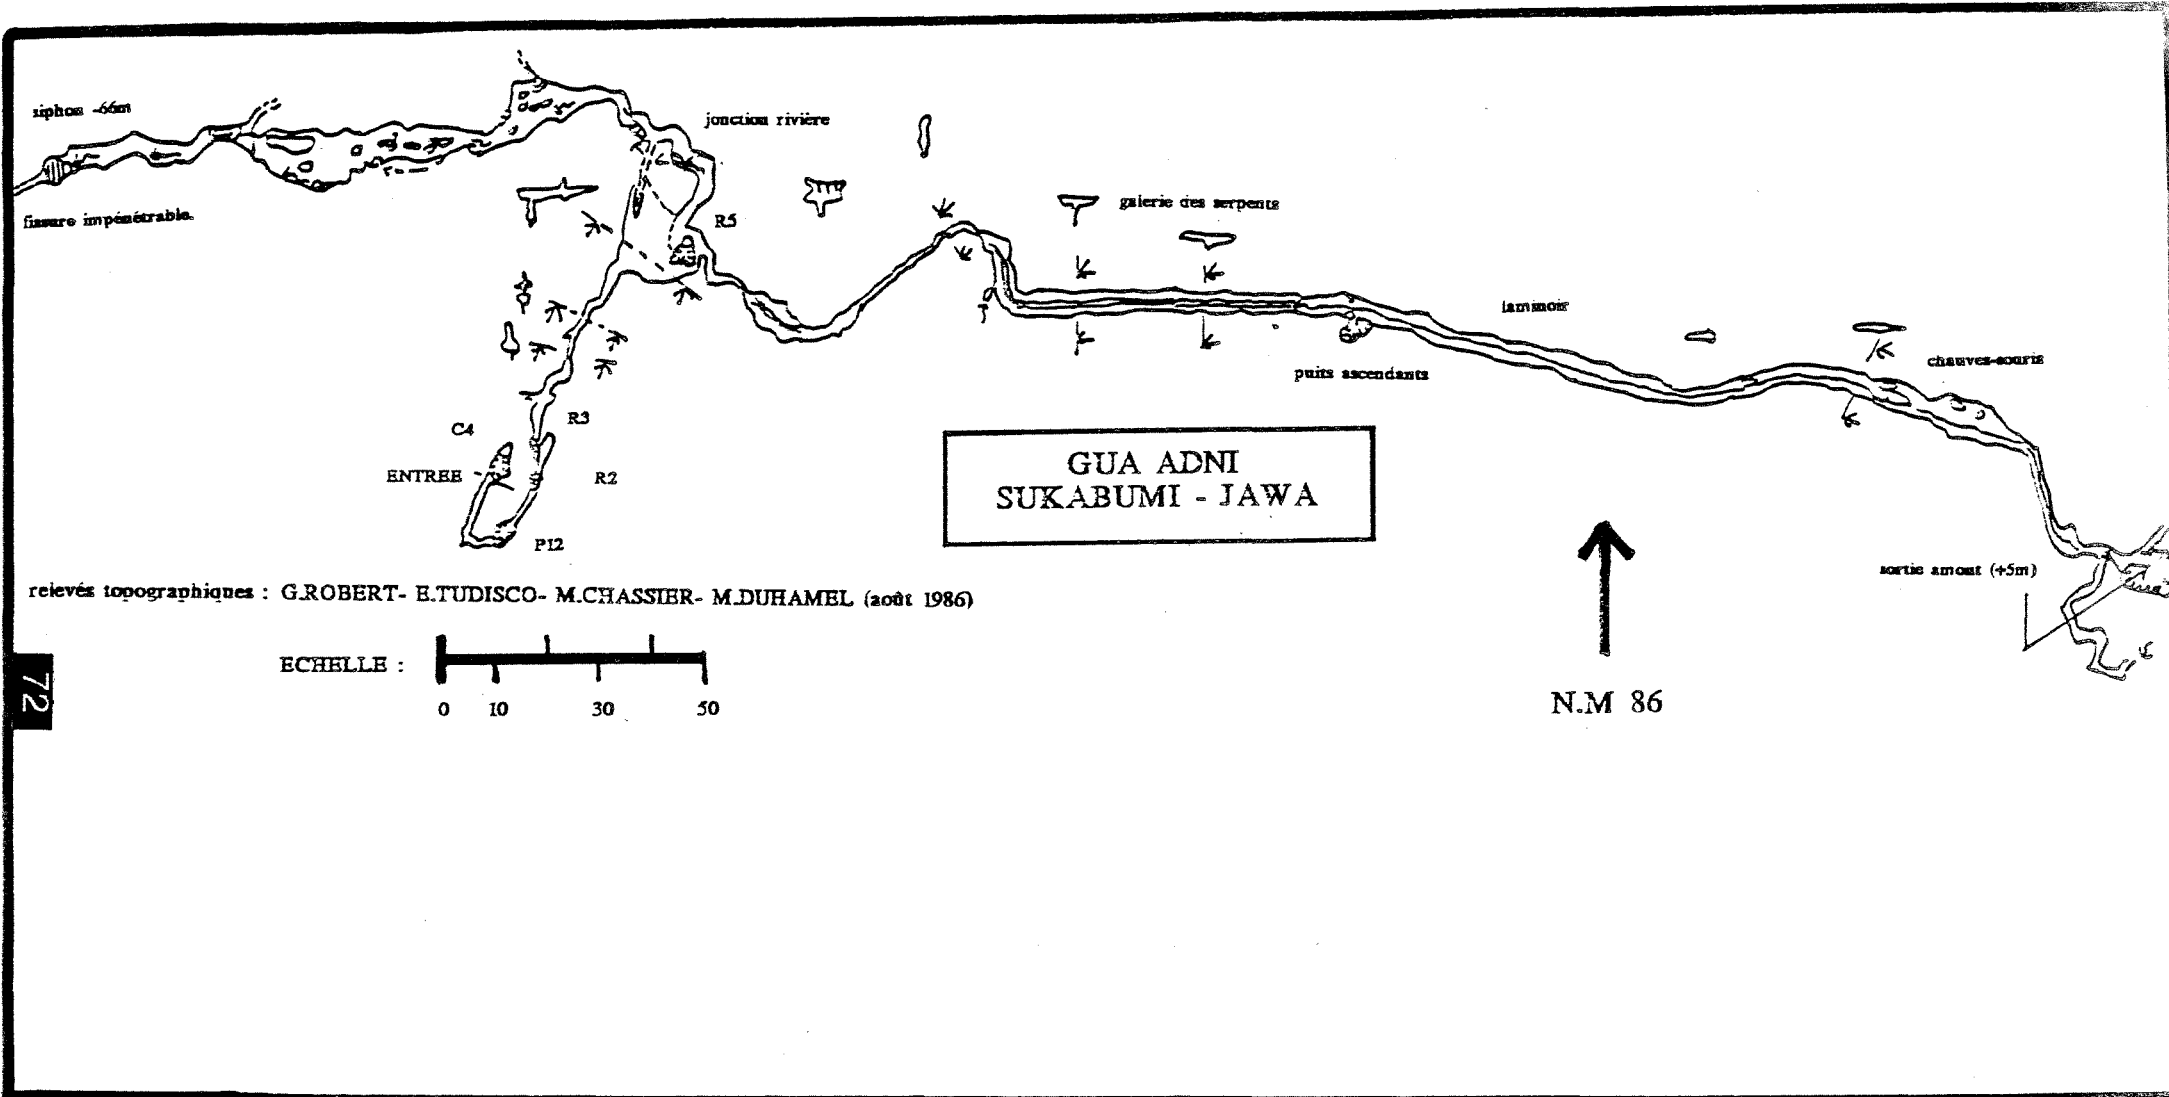 siphon -66m
jonction rivière
fissure impénétrable.
R5
galerie des serpents
laminoir
chauves-souris
puits ascendants
C4
R3
ENTREE
R2
P12
GUA ADNI
SUKABUMI - JAWA
sortie amont (+5m)
relevés topographiques : G.ROBERT- E.TUDISCO- M.CHASSIER- M.DUHAMEL (août 1986)
ECHELLE :
0 10 30 50
N.M 86
72